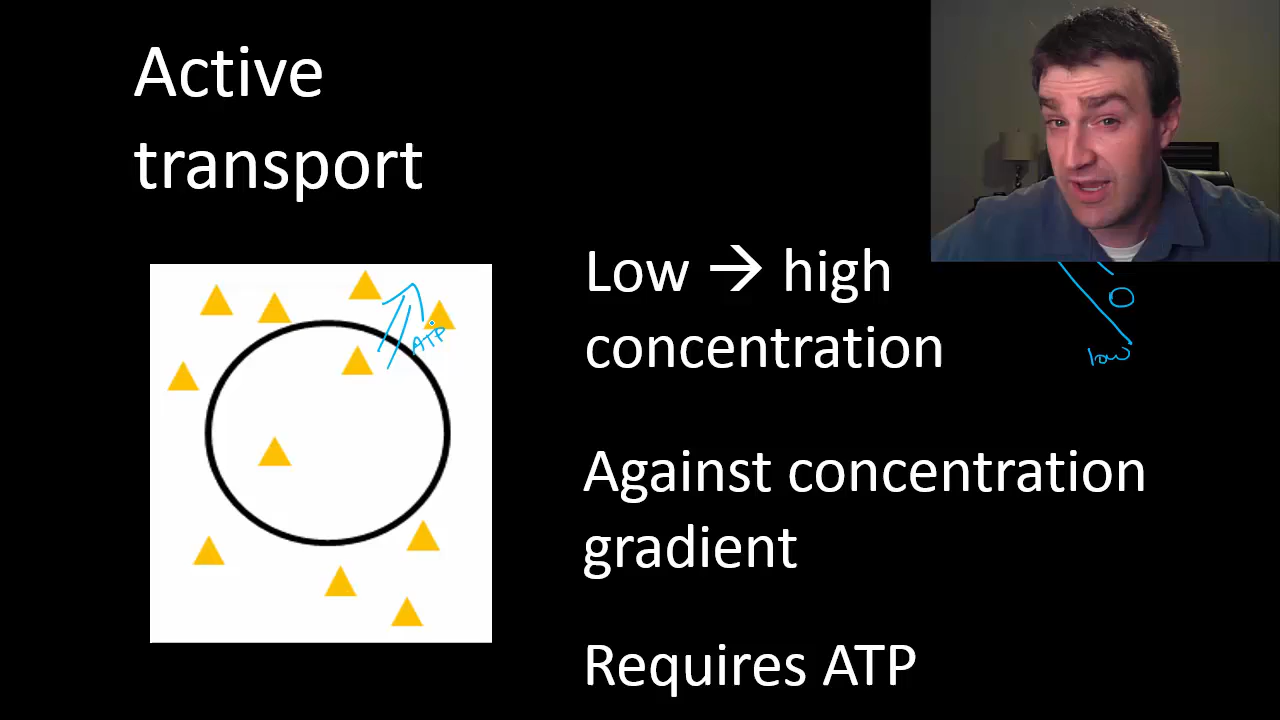 Active
transport
Low → high
concentration
Against concentration
gradient
Requires ATP
ATP
low